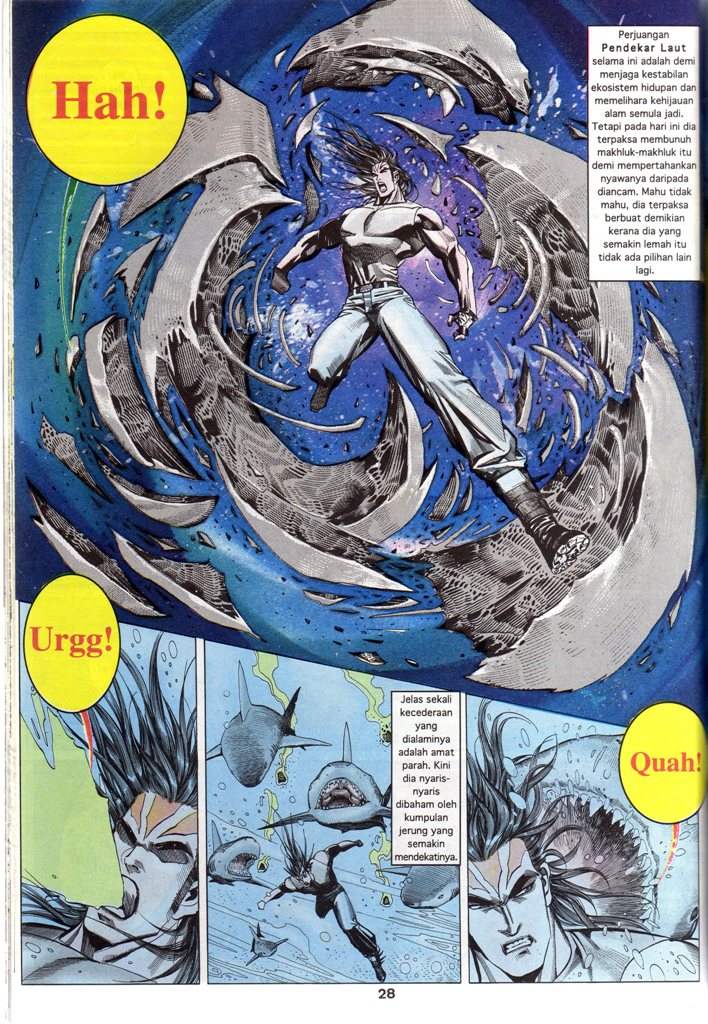 Hah!
Perjuangan
Pendekar Laut
selama ini adalah demi
menjaga kestabilan
ekosistem hidupan dan
memelihara kehijauan
alam semula jadi.
Tetapi pada hari ini dia
terpaksa membunuh
makhluk-makhluk itu
demi mempertahankan
nyawanya daripada
diancam. Mahu tidak
mahu, dia terpaksa
berbuat demikian
kerana dia yang
semakin lemah itu
tidak ada pilihan lain
lagi.
Urgg!
Jelas sekali
kecederaan
yang
dialaminya
adalah amat
parah. Kini
dia nyaris-
nyaris
dibaham oleh
kumpulan
jerung yang
semakin
mendekatinya.
Quah!
28